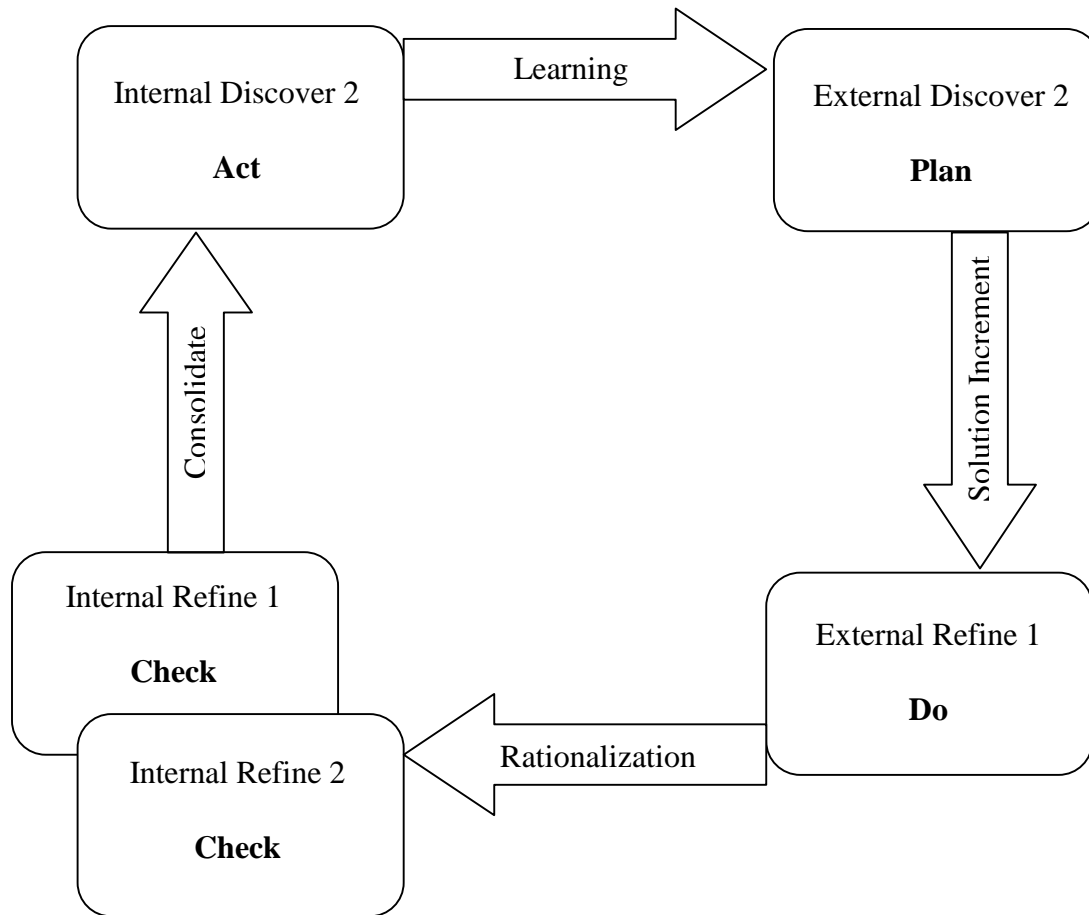 Internal Discover 2
Act
Learning
External Discover 2
Plan
Solution Increment
External Refine 1
Do
Rationalization
Internal Refine 1
Check
Internal Refine 2
Check
Consolidate